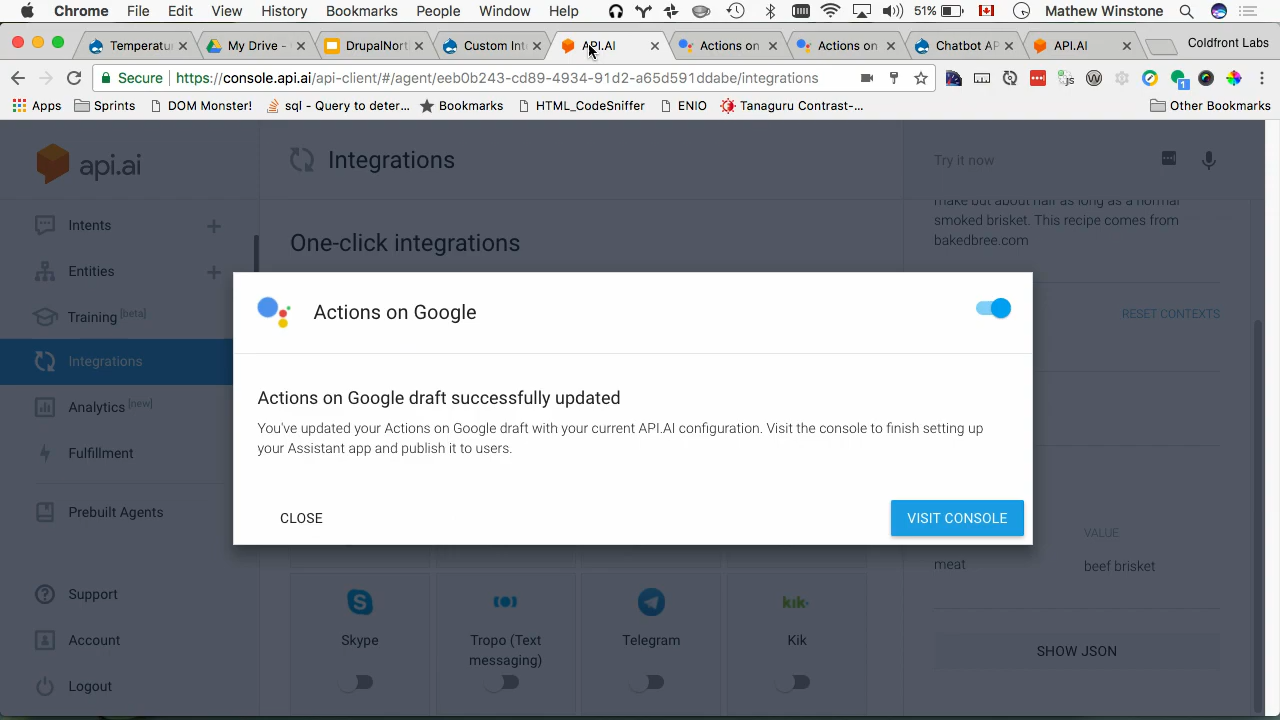 Chrome File Edit View History Bookmarks People Window Help 51% Mathew Winstone
Temperatu My Drive - DrupalNort Custom Int API.AI Actions on Actions on Chatbot AP API.AI Coldfront Labs
Secure https://console.api.ai/api-client/#/agent/eeb0b243-cd89-4934-91d2-a65d591ddabe/integrations
Apps Sprints DOM Monster! sql - Query to deter... Bookmarks HTML_CodeSniffer ENIO Tanaguru Contrast-... Other Bookmarks
api.ai
Integrations
Try it now
make but about half as long as a normal
smoked brisket. This recipe comes from
bakedbree.com
Intents
Entities
Training [beta]
Integrations
Analytics [new]
Fulfillment
Prebuilt Agents
Support
Account
Logout
One-click integrations
Actions on Google
Actions on Google draft successfully updated
You've updated your Actions on Google draft with your current API.AI configuration. Visit the console to finish setting up
your Assistant app and publish it to users.
CLOSE
VISIT CONSOLE
RESET CONTEXTS
VALUE
meat beef brisket
SHOW JSON
Skype
Tropo (Text
messaging)
Telegram
kik.
Kik
1